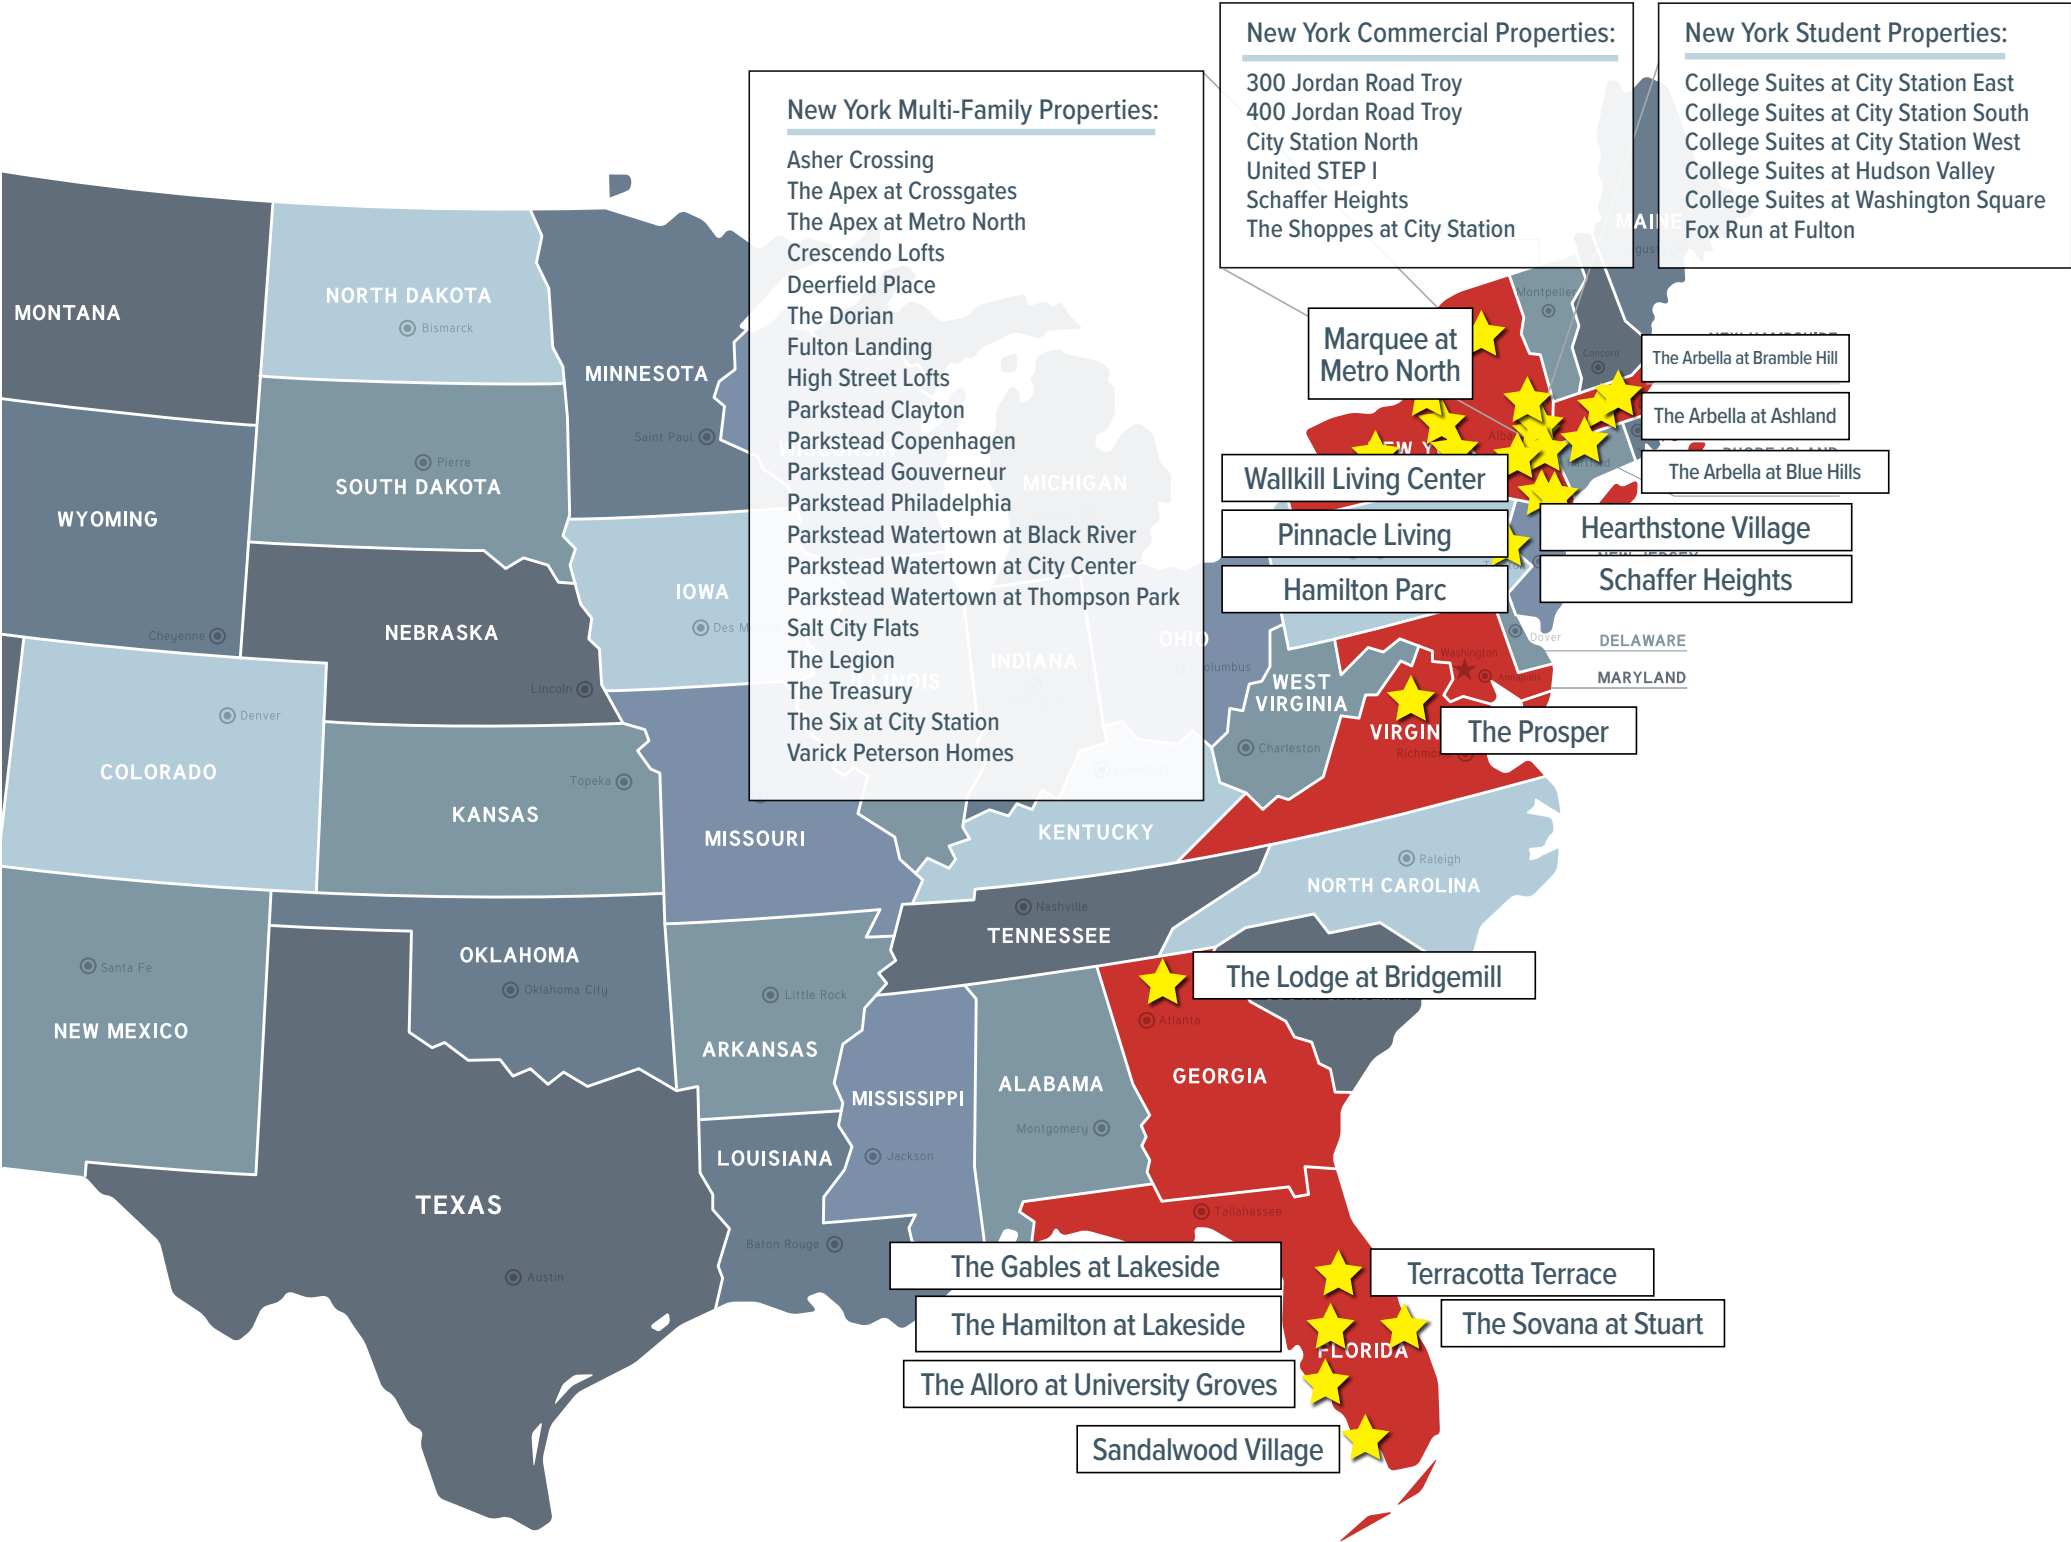 New York Commercial Properties:
300 Jordan Road Troy
400 Jordan Road Troy
City Station North
United STEP I
Schaffer Heights
The Shoppes at City Station
New York Student Properties:
College Suites at City Station East
College Suites at City Station South
College Suites at City Station West
College Suites at Hudson Valley
College Suites at Washington Square
Fox Run at Fulton
New York Multi-Family Properties:
Asher Crossing
The Apex at Crossgates
The Apex at Metro North
Crescendo Lofts
Deerfield Place
The Dorian
Fulton Landing
High Street Lofts
Parkstead Clayton
Parkstead Copenhagen
Parkstead Gouverneur
Parkstead Philadelphia
Parkstead Watertown at Black River
Parkstead Watertown at City Center
Parkstead Watertown at Thompson Park
Salt City Flats
The Legion
The Treasury
The Six at City Station
Varick Peterson Homes
MAINE
Montpelier
Concord
Marquee at
Metro North
The Arbella at Bramble Hill
The Arbella at Ashland
The Arbella at Blue Hills
Hartford
Wallkill Living Center
Pinnacle Living
Hamilton Parc
Hearthstone Village
Schaffer Heights
Dover
DELAWARE
Washington
Annapolis
MARYLAND
MONTANA
NORTH DAKOTA
Bismarck
MINNESOTA
Saint Paul
WISCONSIN
MICHIGAN
Pierre
SOUTH DAKOTA
WYOMING
Cheyenne
IOWA
Des
NEBRASKA
Lincoln
ILLINOIS
INDIANA
OHIO
Columbus
WEST
VIRGINIA
Charleston
VIRGIN
Richmond
The Prosper
Denver
COLORADO
Topeka
KANSAS
MISSOURI
KENTUCKY
Raleigh
NORTH CAROLINA
Nashville
TENNESSEE
Santa Fe
NEW MEXICO
OKLAHOMA
Oklahoma City
Little Rock
ARKANSAS
The Lodge at Bridgemill
Atlanta
GEORGIA
MISSISSIPPI
Jackson
ALABAMA
Montgomery
LOUISIANA
Baton Rouge
TEXAS
Austin
Tallahassee
The Gables at Lakeside
Terracotta Terrace
The Hamilton at Lakeside
The Sovana at Stuart
FLORIDA
The Alloro at University Groves
Sandalwood Village